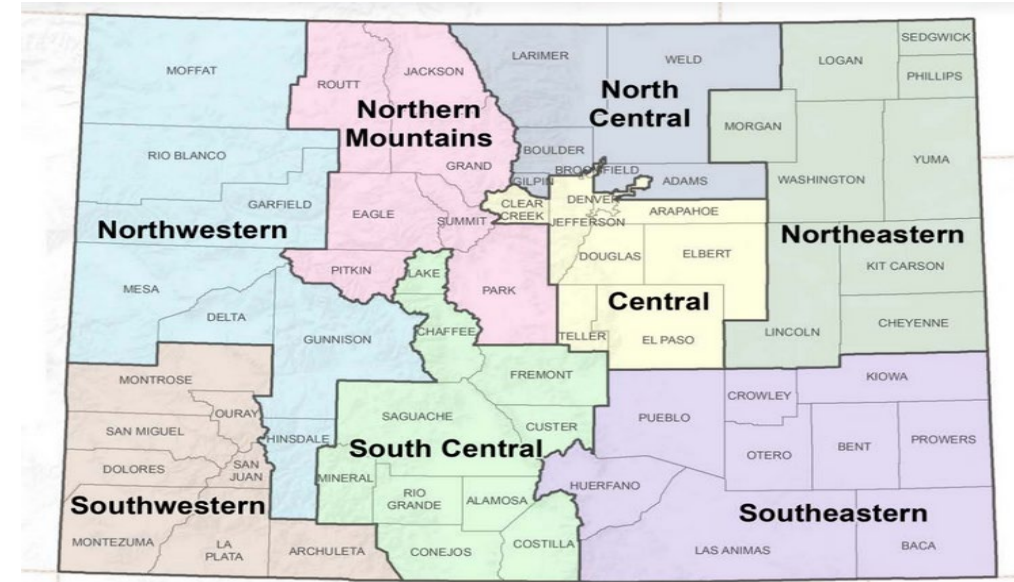 SEDGWICK
LARIMER
WELD
LOGAN
MOFFAT
JACKSON
PHILLIPS
ROUTT
North
Central
Northern
Mountains
MORGAN
BOULDER
RIO BLANCO
YUMA
GRAND
BROOMFIELD
GILPIN
ADAMS
WASHINGTON
GARFIELD
CLEAR
CREEK
DENVER
ARAPAHOE
EAGLE
SUMMIT
JEFFERSON
Northwestern
Northeastern
DOUGLAS
ELBERT
KIT CARSON
PITKIN
LAKE
MESA
PARK
Central
DELTA
CHEYENNE
CHAFFEE
LINCOLN
GUNNISON
TELLER
EL PASO
MONTROSE
FREMONT
KIOWA
CROWLEY
OURAY
SAGUACHE
PUEBLO
CUSTER
SAN MIGUEL
HINSDALE
BENT
PROWERS
South Central
OTERO
DOLORES
SAN
JUAN
MINERAL
HUERFANO
RIO
GRANDE
ALAMOSA
Southwestern
Southeastern
MONTEZUMA
LA
PLATA
ARCHULETA
CONEJOS
COSTILLA
LAS ANIMAS
BACA